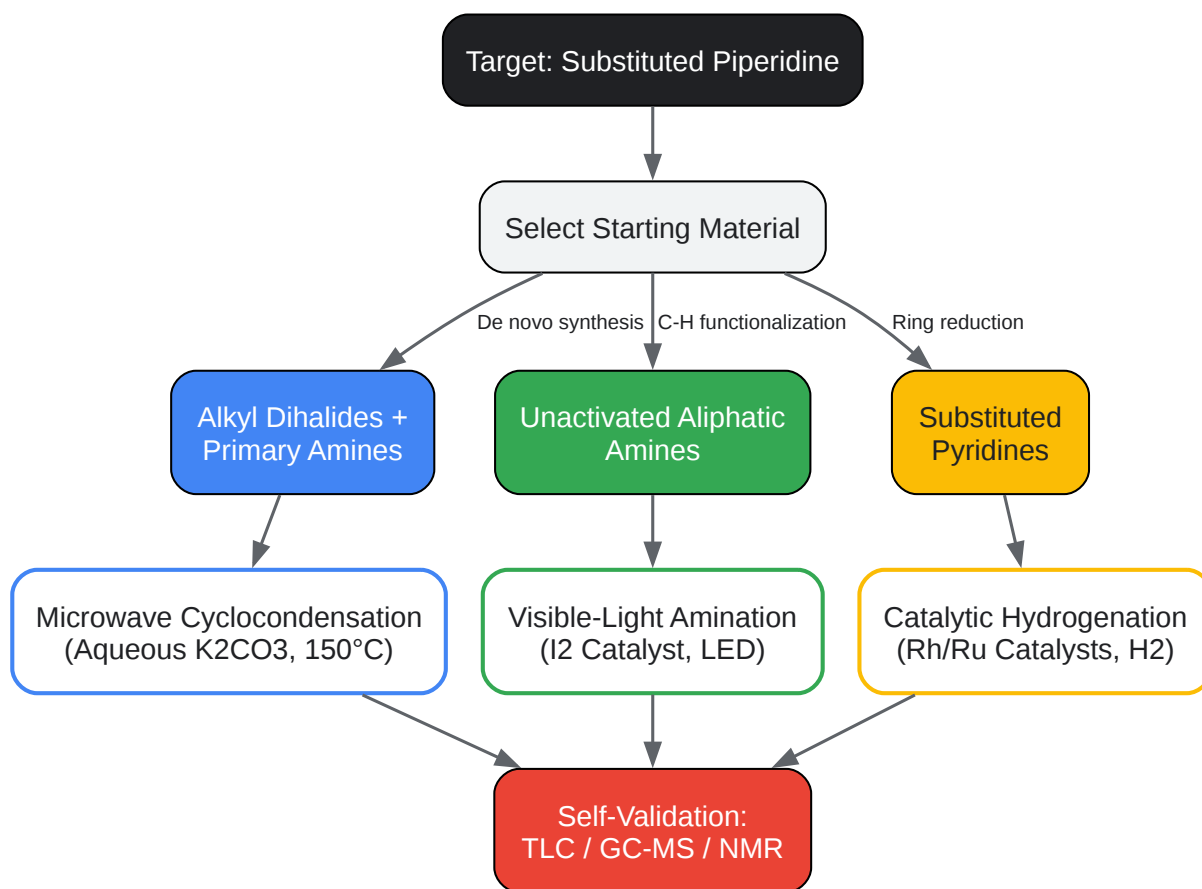 Target: Substituted Piperidine
Select Starting Material
De novo synthesis
C-H functionalization
Ring reduction
Alkyl Dihalides +
Primary Amines
Unactivated Aliphatic
Amines
Substituted
Pyridines
Microwave Cyclocondensation
(Aqueous K2CO3, 150°C)
Visible-Light Amination
(I2 Catalyst, LED)
Catalytic Hydrogenation
(Rh/Ru Catalysts, H2)
Self-Validation:
TLC / GC-MS / NMR